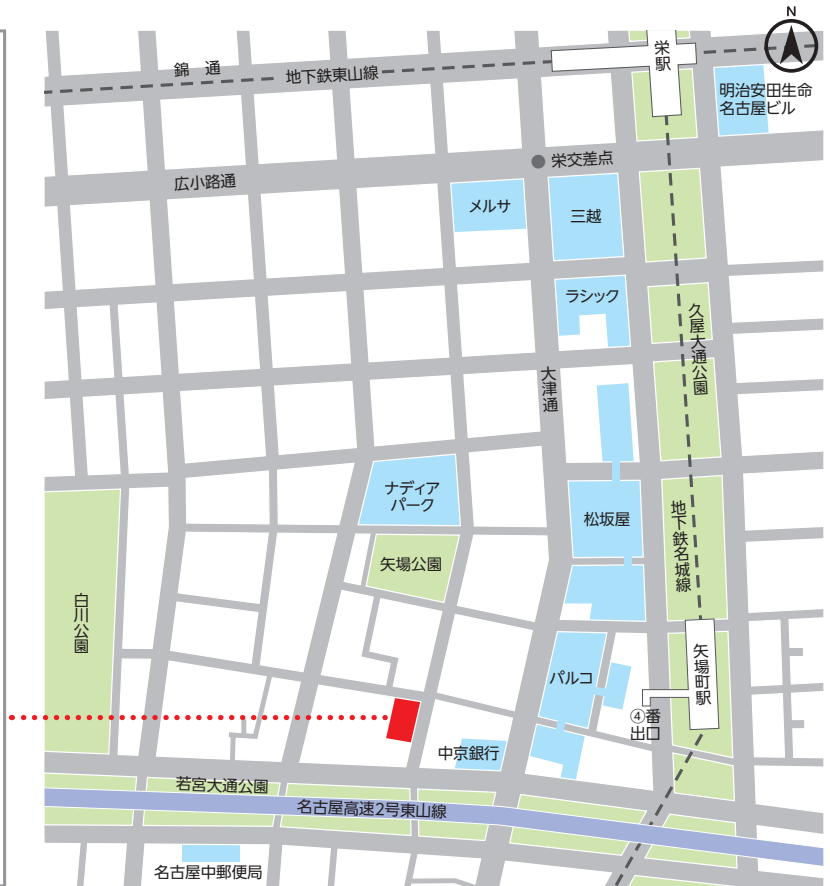 N
栄駅
錦 通
地下鉄東山線
明治安田生命
名古屋ビル
栄交差点
広小路通
メルサ
三越
ラシック
久屋大通公園
大津通
ナディア
パーク
松坂屋
地下鉄名城線
矢場公園
白川公園
パルコ
矢場町駅
④番
出口
中京銀行
若宮大通公園
名古屋高速2号東山線
名古屋中郵便局